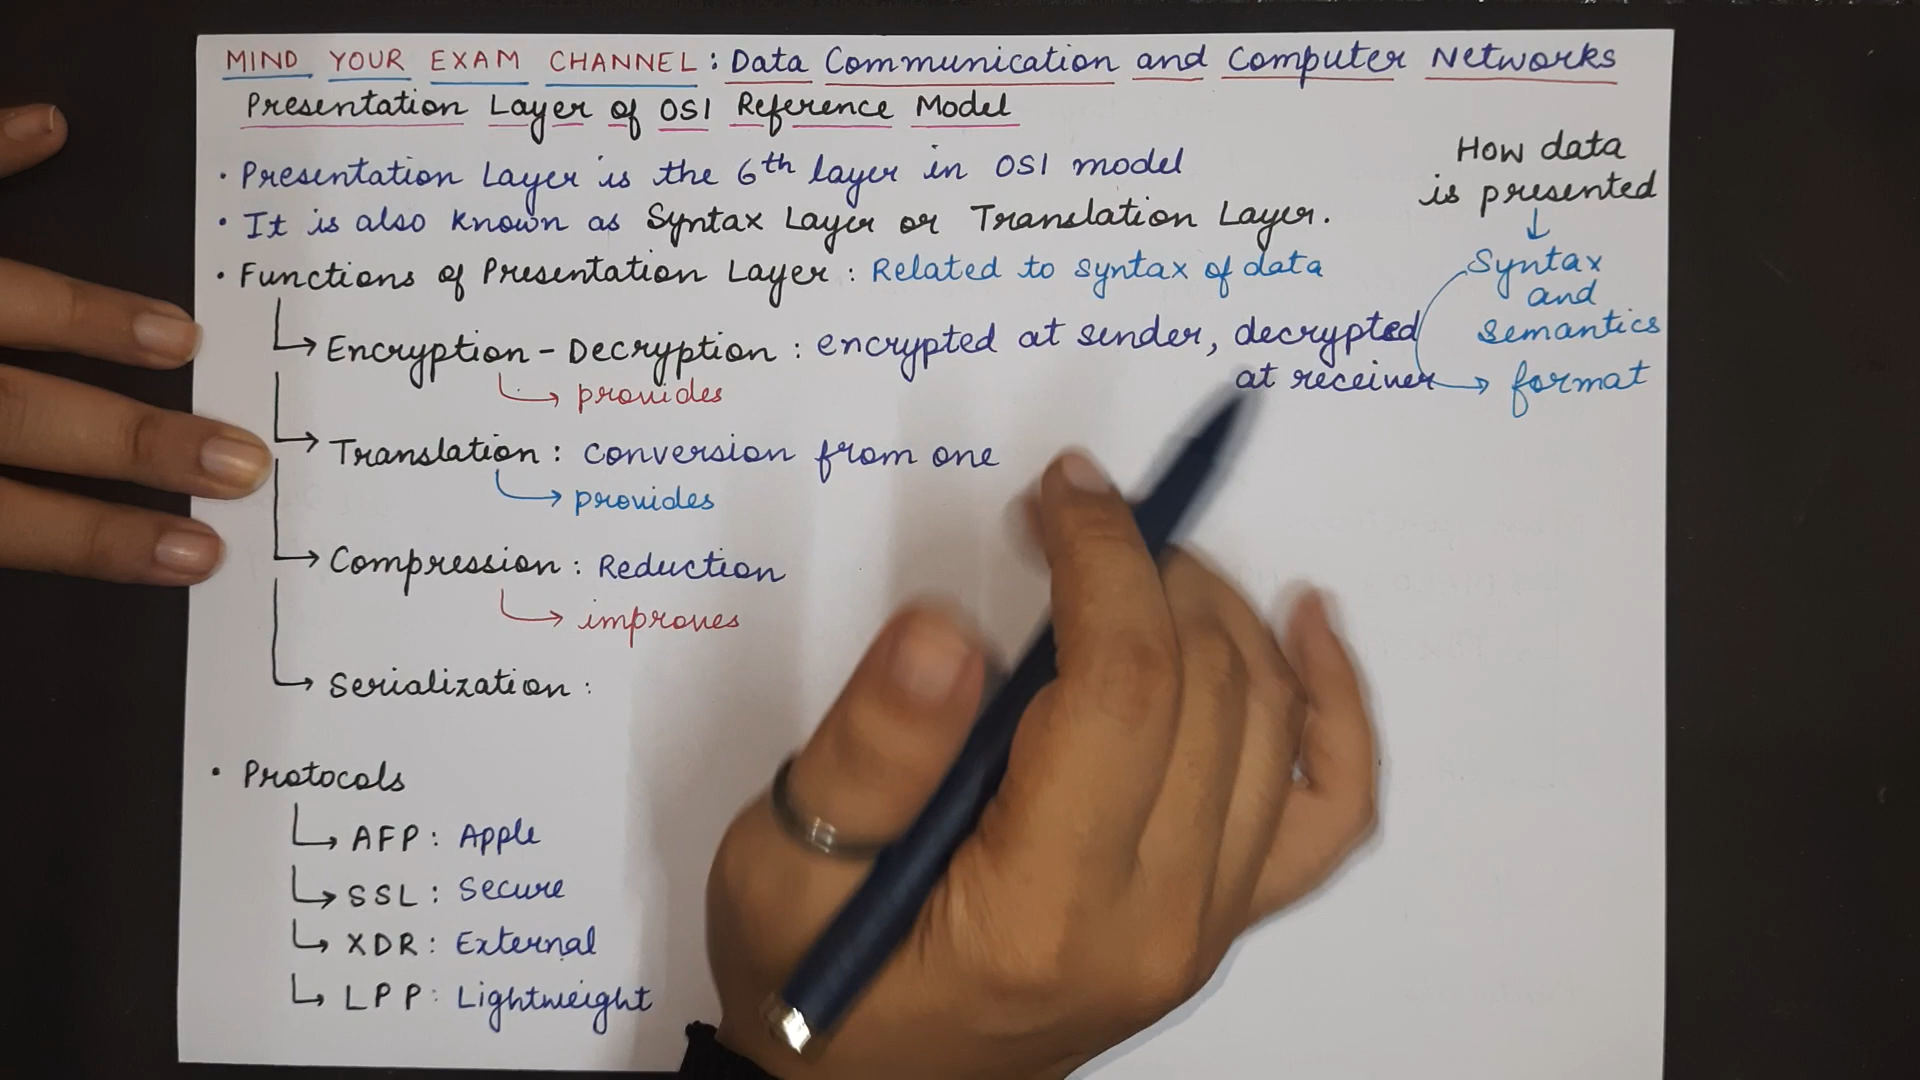 MIND YOUR EXAM CHANNEL : Data Communication and Computer Networks
Presentation Layer of OSI Reference Model
• Presentation Layer is the 6th layer in OSI model
• It is also known as Syntax Layer or Translation Layer.
• Functions of Presentation Layer : Related to syntax of data
How data
is presented
↓
Syntax
and
semantics
→ format
→ Encryption - Decryption : encrypted at sender, decrypted
at receiver
→ provides
→ Translation : conversion from one
→ provides
→ Compression : Reduction
→ improves
→ Serialization :
• Protocols
→ AFP : Apple
→ SSL : Secure
→ XDR : External
→ LPP : Lightweight